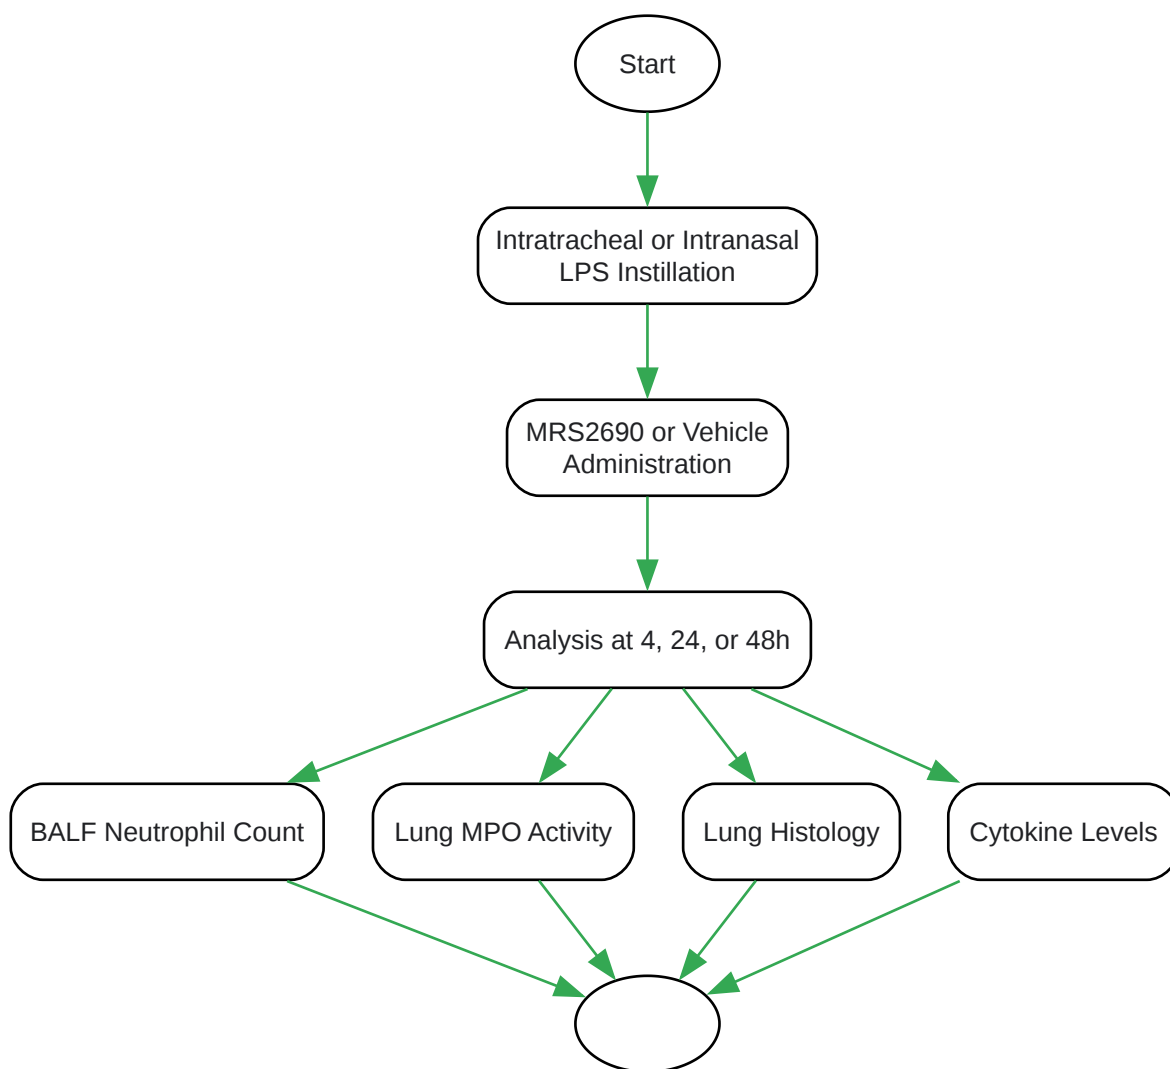 Start
Intratracheal or Intranasal
LPS Instillation
MRS2690 or Vehicle
Administration
Analysis at 4, 24, or 48h
BALF Neutrophil Count
Lung MPO Activity
Lung Histology
Cytokine Levels